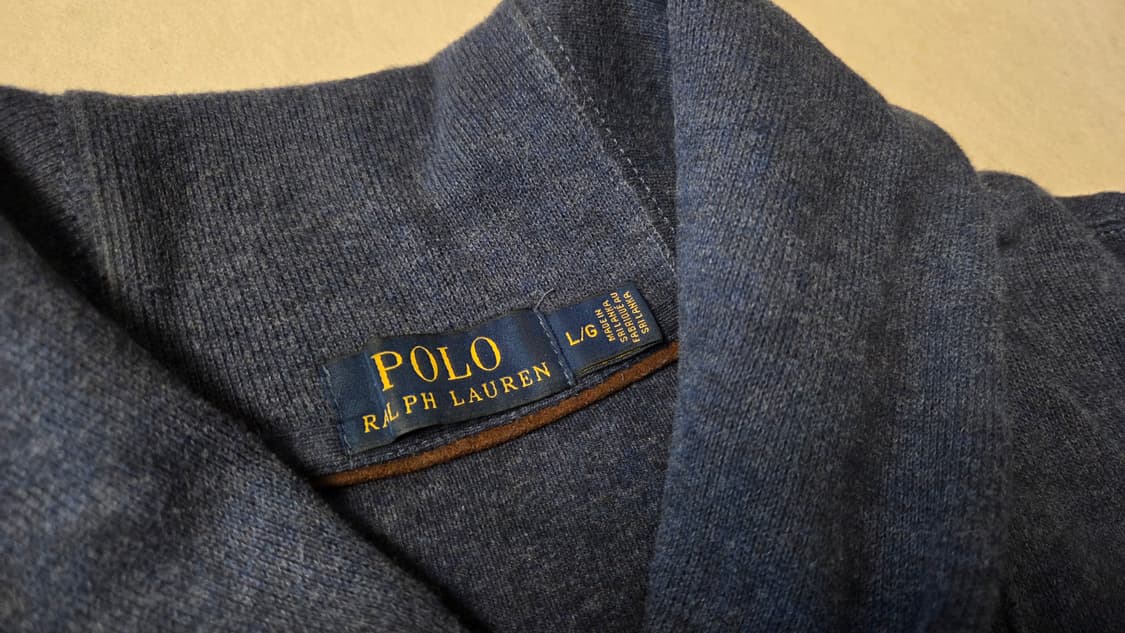 POLO
RALPH LAUREN
L/G
MADE IN
SRI LANKA
FABRIQUE AU
SRI LANKA